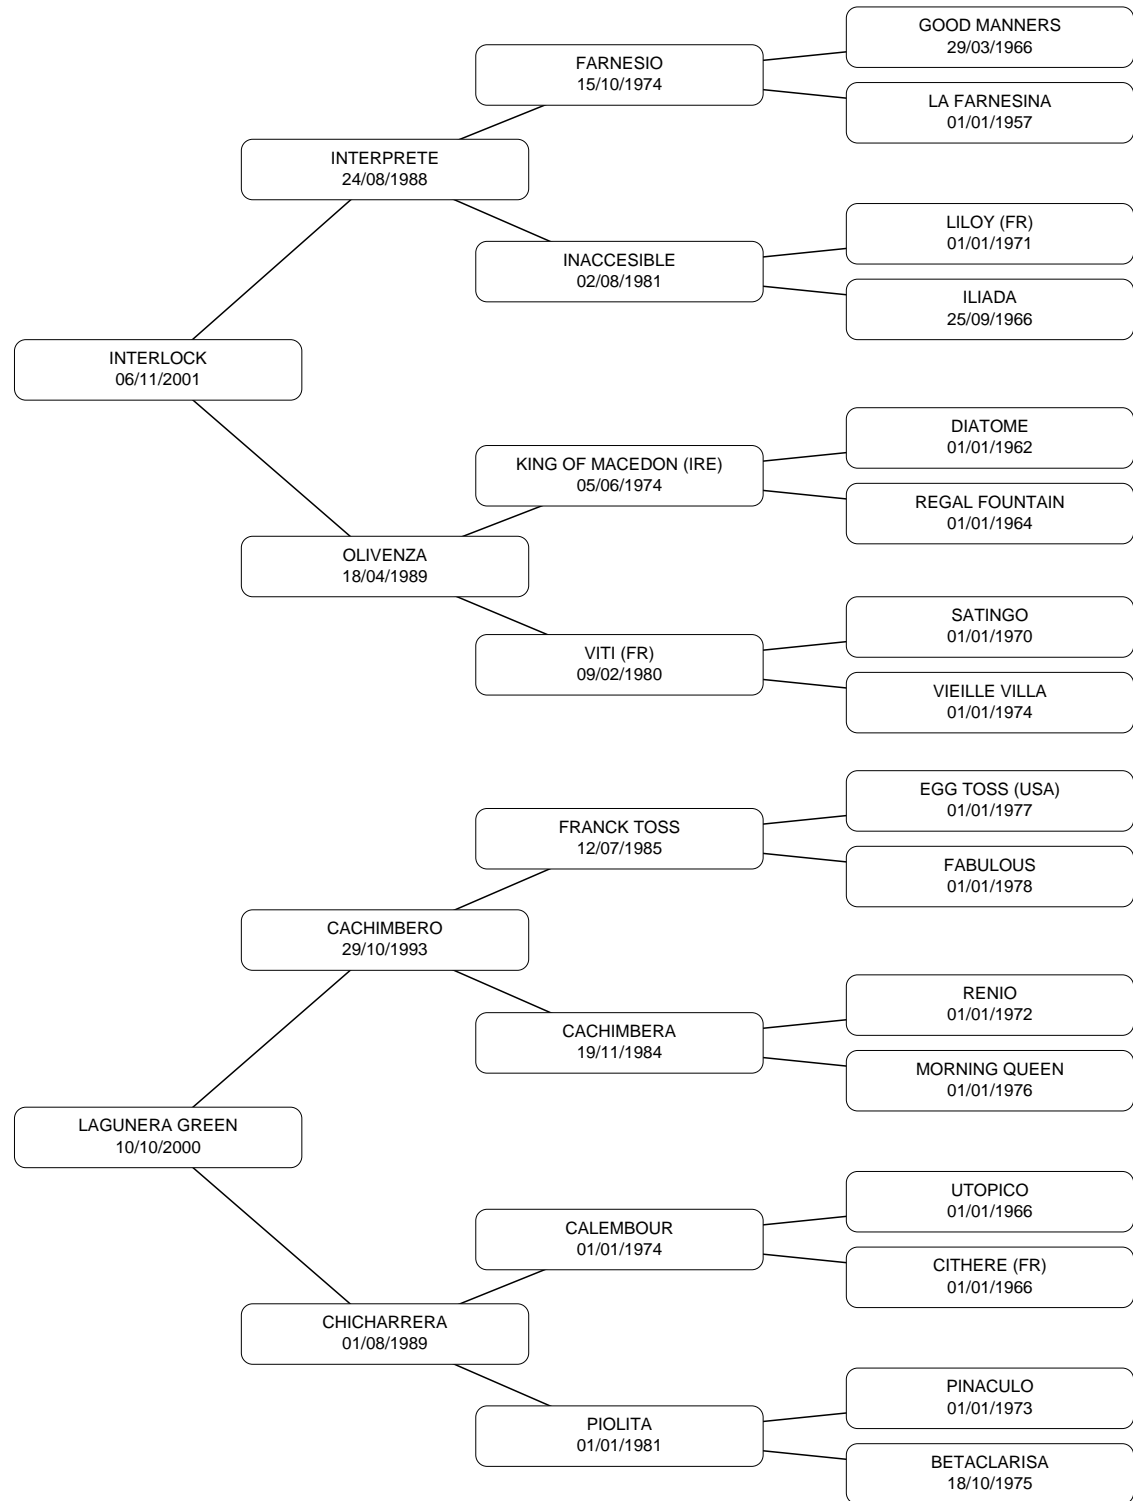 GOOD MANNERS
29/03/1966
FARNESIO
15/10/1974
LA FARNESINA
01/01/1957
INTERPRETE
24/08/1988
LILOY (FR)
01/01/1971
INACCESIBLE
02/08/1981
ILIADA
25/09/1966
INTERLOCK
06/11/2001
DIATOME
01/01/1962
KING OF MACEDON (IRE)
05/06/1974
REGAL FOUNTAIN
01/01/1964
OLIVENZA
18/04/1989
SATINGO
01/01/1970
VITI (FR)
09/02/1980
VIEILLE VILLA
01/01/1974
EGG TOSS (USA)
01/01/1977
FRANCK TOSS
12/07/1985
FABULOUS
01/01/1978
CACHIMBERO
29/10/1993
RENIO
01/01/1972
CACHIMBERA
19/11/1984
MORNING QUEEN
01/01/1976
LAGUNERA GREEN
10/10/2000
UTOPICO
01/01/1966
CALEMBOUR
01/01/1974
CITHERE (FR)
01/01/1966
CHICHARRERA
01/08/1989
PINACULO
01/01/1973
PIOLITA
01/01/1981
BETACLARISA
18/10/1975